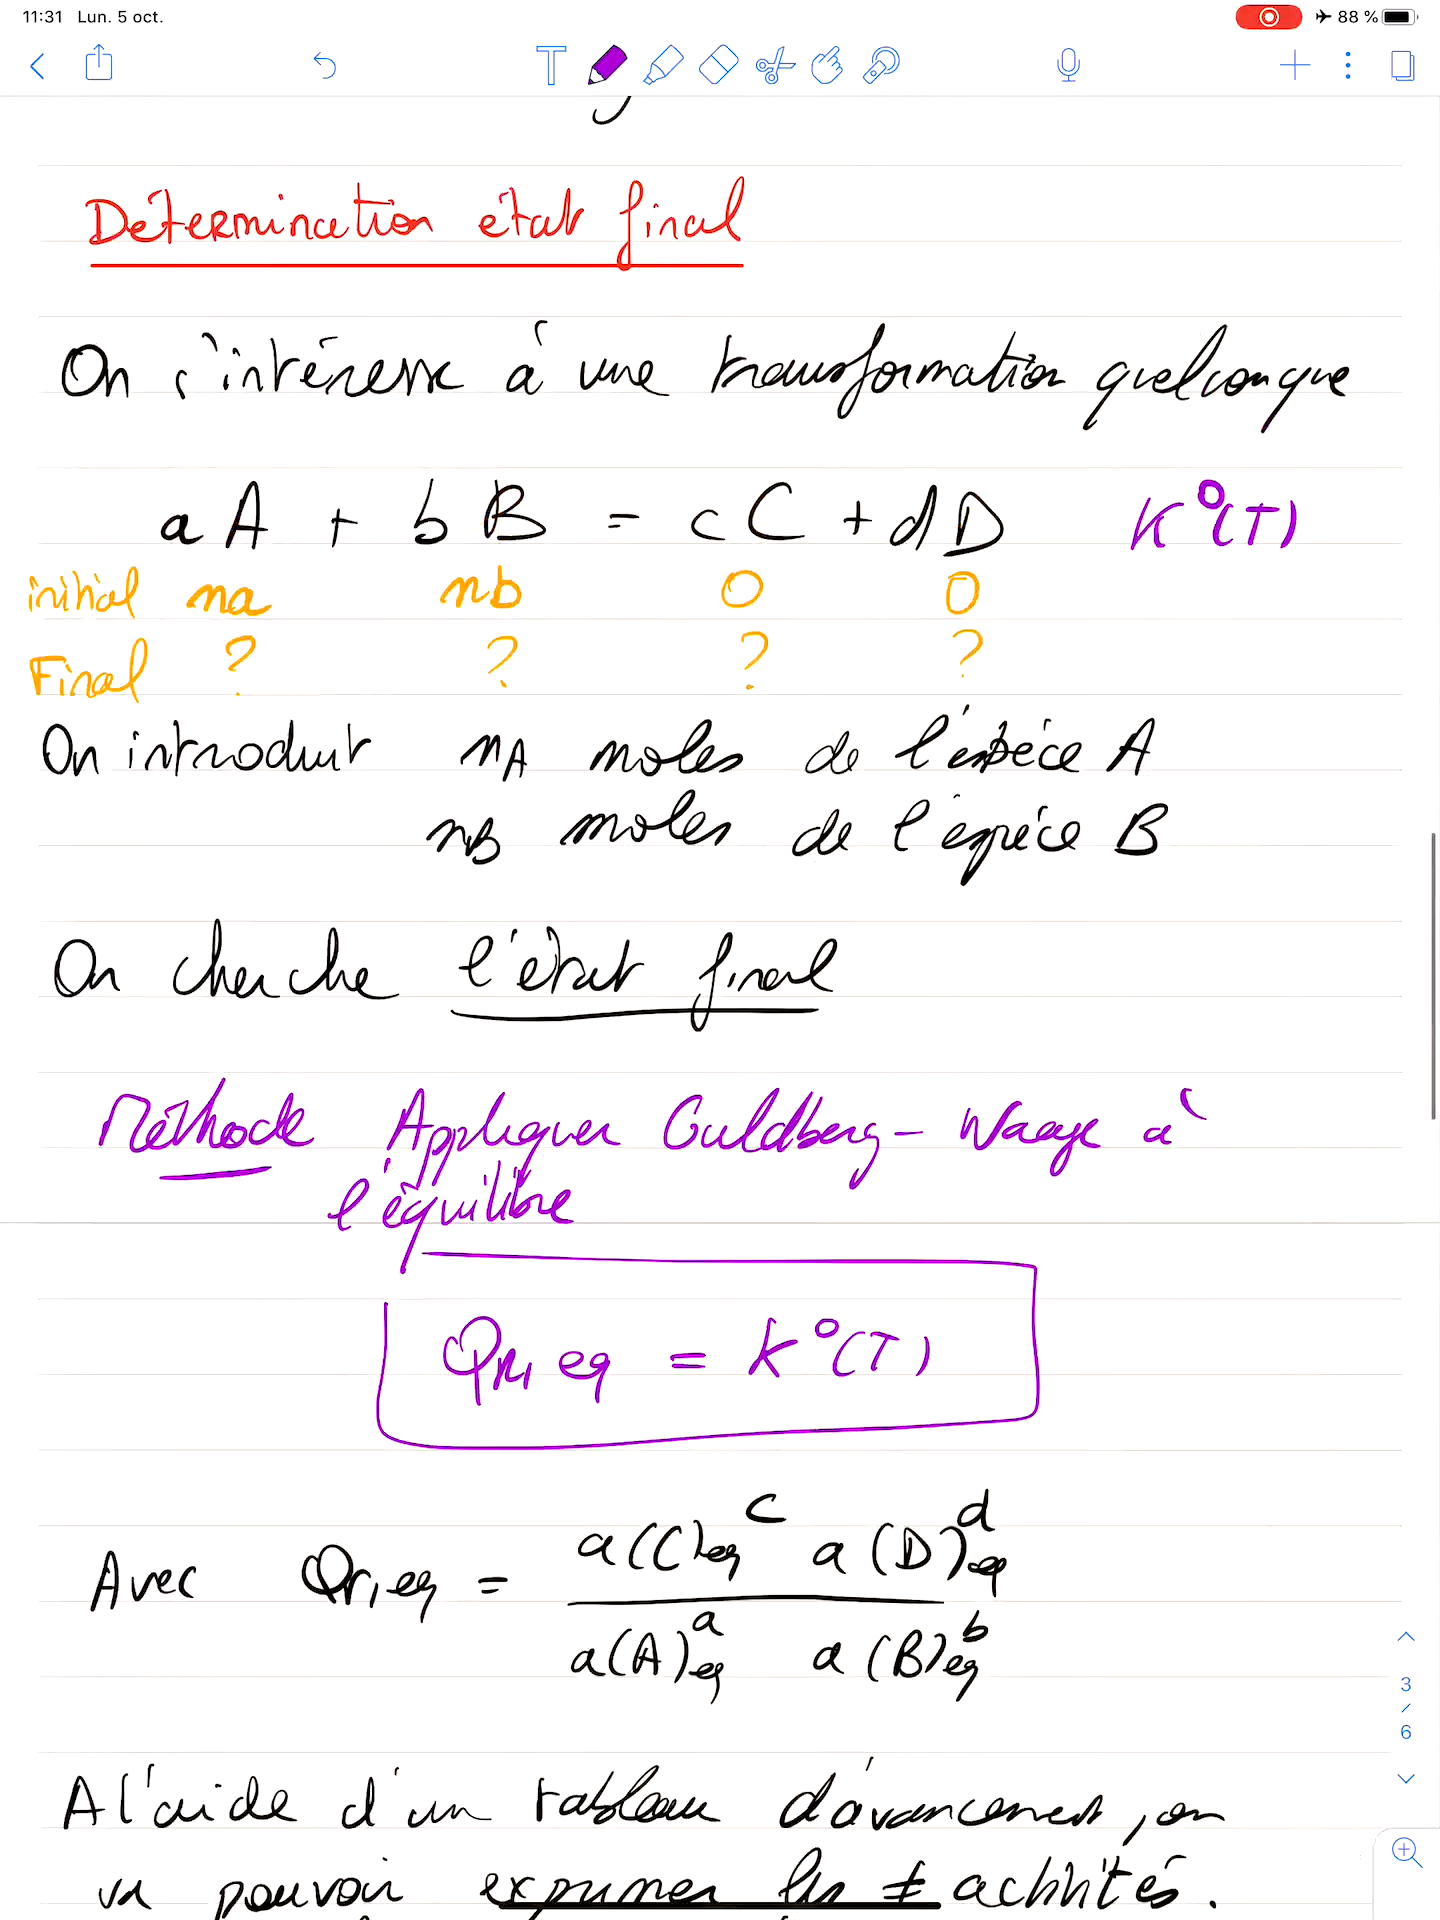 11:31 Lun. 5 oct. 88 %
Détermination état final
On s'intéresse à une transformation quelconque
a A + b B = c C + d D K°(T)
initial na nb 0 0
Final ? ? ? ?
On introduit nA moles de l'espèce A
nB moles de l'espèce B
On cherche l'état final
Méthode Appliquer Guldberg-Waage à
l'équilibre
Qr,eq = K°(T)
Avec Qr,eq = a(C)eq^c a(D)eq^d
a(A)eq^a a(B)eq^b
A l'aide d'un tableau d'avancement, on
va pouvoir exprimer les ≠ activités.
3
/
6